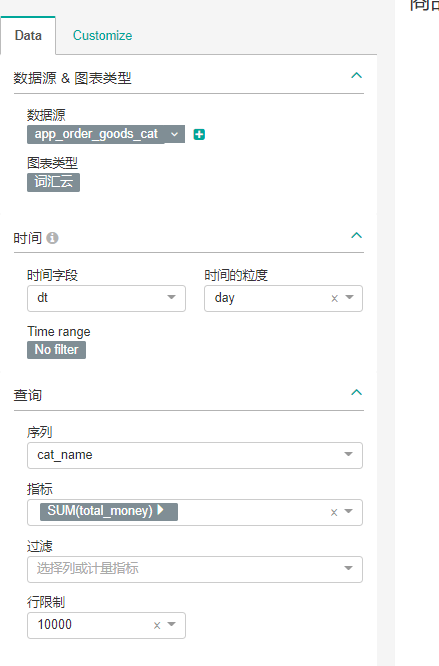 商品
Data Customize
数据源 & 图表类型
数据源
app_order_goods_cat
图表类型
词汇云
时间
时间字段 时间的粒度
dt day
Time range
No filter
查询
序列
cat_name
指标
SUM(total_money)
过滤
选择列或计量指标
行限制
10000